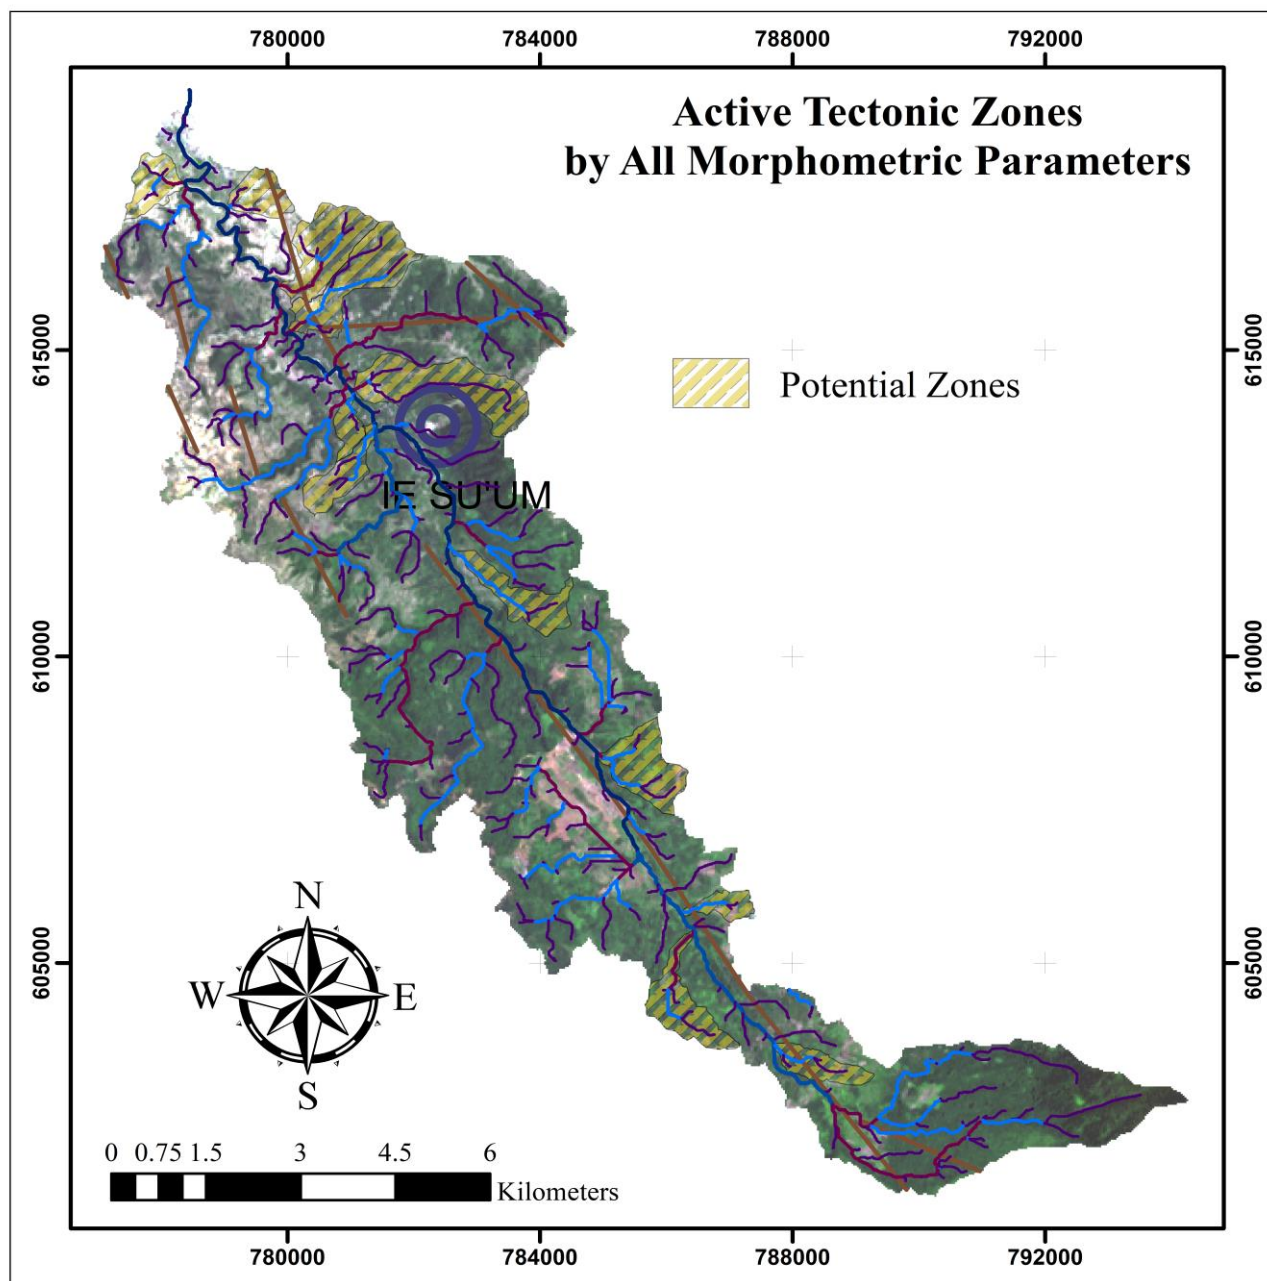 780000 784000 788000 792000
Active Tectonic Zones
by All Morphometric Parameters
615000 615000
Potential Zones
IE SU'UM
610000 610000
605000 605000
N
W E
S
0 0.75 1.5 3 4.5 6
Kilometers
780000 784000 788000 792000